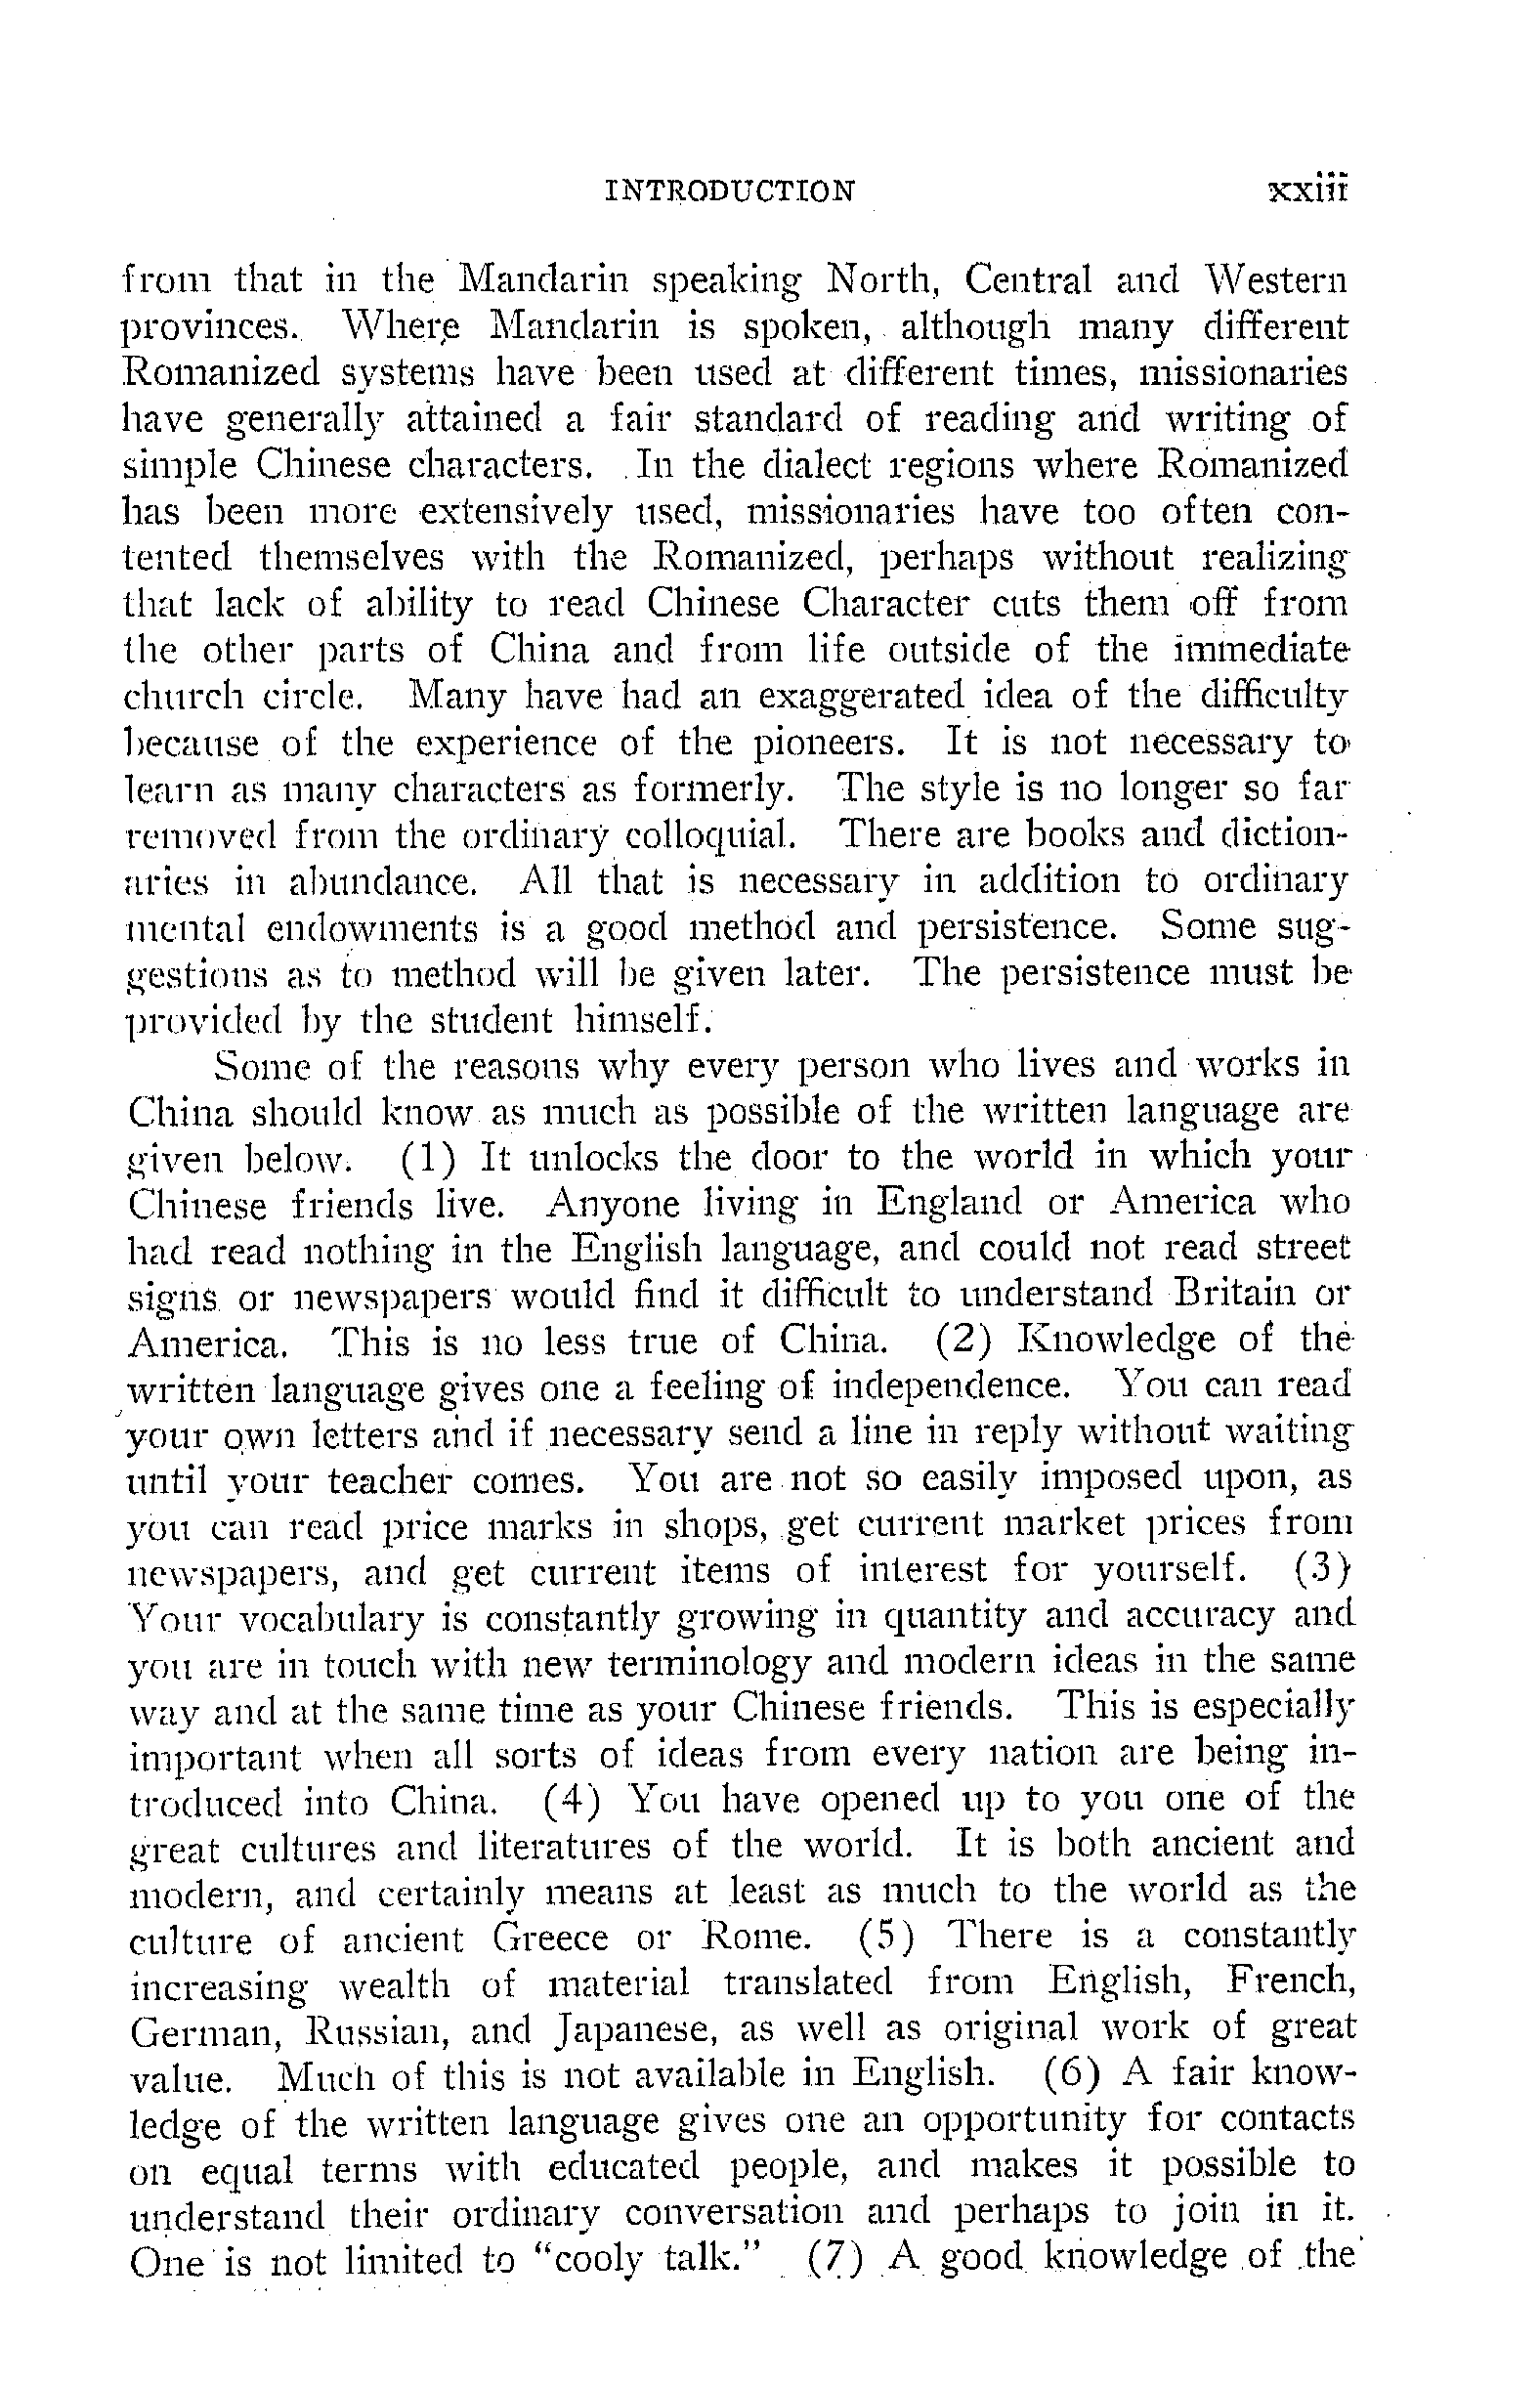 INTRODUCTION xxiii
from that in the Mandarin speaking North, Central and Western
provinces. Where Mandarin is spoken, although many different
Romanized systems have been used at different times, missionaries
have generally attained a fair standard of reading and writing of
simple Chinese characters. In the dialect regions where Romanized
has been more extensively used, missionaries have too often con-
tented themselves with the Romanized, perhaps without realizing
that lack of ability to read Chinese Character cuts them off from
the other parts of China and from life outside of the immediate
church circle. Many have had an exaggerated idea of the difficulty
because of the experience of the pioneers. It is not necessary to
learn as many characters as formerly. The style is no longer so far
removed from the ordinary colloquial. There are books and diction-
aries in abundance. All that is necessary in addition to ordinary
mental endowments is a good method and persistence. Some sug-
gestions as to method will be given later. The persistence must be
provided by the student himself.
Some of the reasons why every person who lives and works in
China should know as much as possible of the written language are
given below. (1) It unlocks the door to the world in which your
Chinese friends live. Anyone living in England or America who
had read nothing in the English language, and could not read street
signs or newspapers would find it difficult to understand Britain or
America. This is no less true of China. (2) Knowledge of the
written language gives one a feeling of independence. You can read
your own letters and if necessary send a line in reply without waiting
until your teacher comes. You are not so easily imposed upon, as
you can read price marks in shops, get current market prices from
newspapers, and get current items of interest for yourself. (3)
Your vocabulary is constantly growing in quantity and accuracy and
you are in touch with new terminology and modern ideas in the same
way and at the same time as your Chinese friends. This is especially
important when all sorts of ideas from every nation are being in-
troduced into China. (4) You have opened up to you one of the
great cultures and literatures of the world. It is both ancient and
modern, and certainly means at least as much to the world as the
culture of ancient Greece or Rome. (5) There is a constantly
increasing wealth of material translated from English, French,
German, Russian, and Japanese, as well as original work of great
value. Much of this is not available in English. (6) A fair know-
ledge of the written language gives one an opportunity for contacts
on equal terms with educated people, and makes it possible to
understand their ordinary conversation and perhaps to join in it.
One is not limited to “cooly talk.” (7) A good knowledge of the